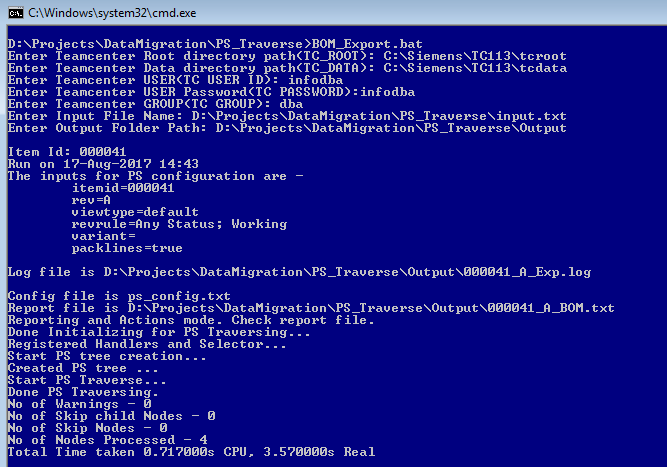 C:\Windows\system32\cmd.exe
D:\Projects\DataMigration\PS_Traverse>BOM_Export.bat
Enter Teamcenter Root directory path(TC_ROOT): C:\Siemens\TC113\tcroot
Enter Teamcenter Data directory path(TC_DATA): C:\Siemens\TC113\tcdata
Enter Teamcenter USER(TC USER ID): infodba
Enter Teamcenter USER Password(TC PASSWORD):infodba
Enter Teamcenter GROUP(TC GROUP): dba
Enter Input File Name: D:\Projects\DataMigration\PS_Traverse\input.txt
Enter Output Folder Path: D:\Projects\DataMigration\PS_Traverse\Output
Item Id: 000041
Run on 17-Aug-2017 14:43
The inputs for PS configuration are -
itemid=000041
rev=A
viewtype=default
revrule=Any Status; Working
variant=
packlines=true
Log file is D:\Projects\DataMigration\PS_Traverse\Output\000041_A_Exp.log
Config file is ps_config.txt
Report file is D:\Projects\DataMigration\PS_Traverse\Output\000041_A_BOM.txt
Reporting and Actions mode. Check report file.
Done Initializing for PS Traversing...
Registered Handlers and Selector...
Start PS tree creation...
Created PS tree ...
Start PS Traverse...
Done PS Traversing.
No of Warnings - 0
No of Skip child Nodes - 0
No of Skip Nodes - 0
No of Nodes Processed - 4
Total Time taken 0.717000s CPU, 3.570000s Real